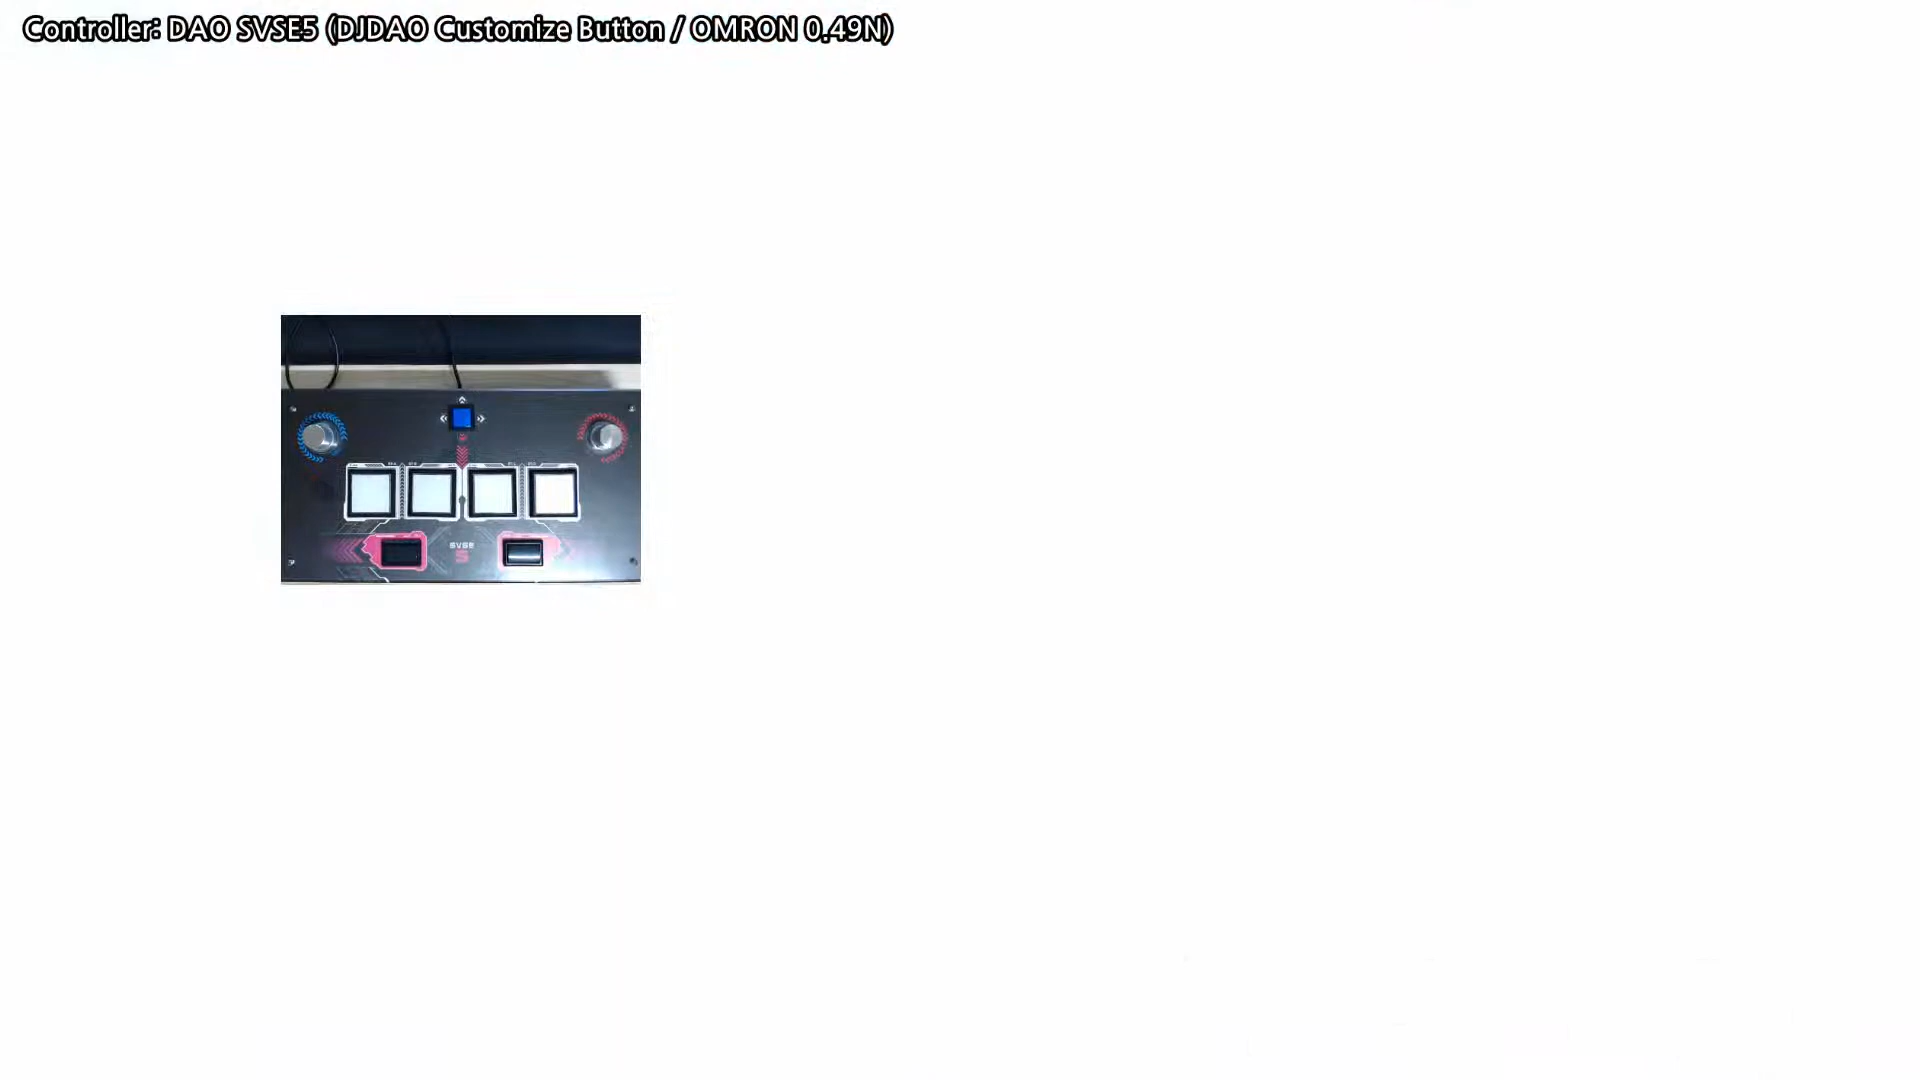 Controller: DAO SVSE5 (DJDAO Customize Button / OMRON 0.49N)
SVSE
5